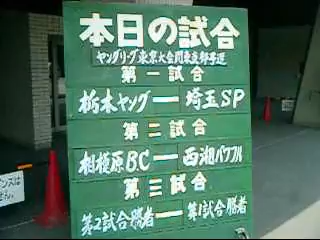 本日の試合
ヤングリーグ東京大会関東支部予選
第一試合
栃木ヤング ー 埼玉SP
第二試合
相模原B.C ー 西湘パワフル
第三試合
第2試合勝者 ー 第1試合勝者